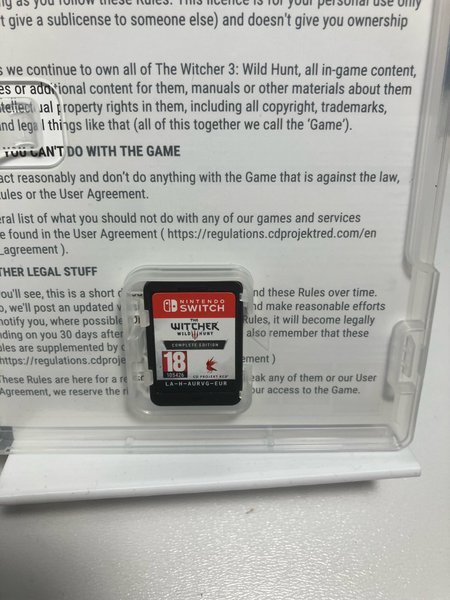 ng as you follow these Rules. This licence is for your personal use only
t give a sublicense to someone else) and doesn't give you ownership
s we continue to own all of The Witcher 3: Wild Hunt, all in-game content,
es or additional content for them, manuals or other materials about them
ntellectual property rights in them, including all copyright, trademarks,
and legal things like that (all of this together we call the 'Game').
YOU CAN'T DO WITH THE GAME
act reasonably and don't do anything with the Game that is against the law,
ules or the User Agreement.
eral list of what you should not do with any of our games and services
e found in the User Agreement ( https://regulations.cdprojektred.com/en
_agreement ).
THER LEGAL STUFF
you'll see, this is a short d nd these Rules over time.
o, we'll post an updated v nd make reasonable efforts
notify you, where possible Rules, it will become legally
nding on you 30 days after also remember that these
ules are supplemented by
https://regulations.cdproje ement )
These Rules are here for a re eak any of them or our User
Agreement, we reserve the ri our access to the Game.
NINTENDO
SWITCH
THE
WITCHER
WILD HUNT
COMPLETE EDITION
18
105426
CD PROJEKT RED
LA-H-AURVG-EUR